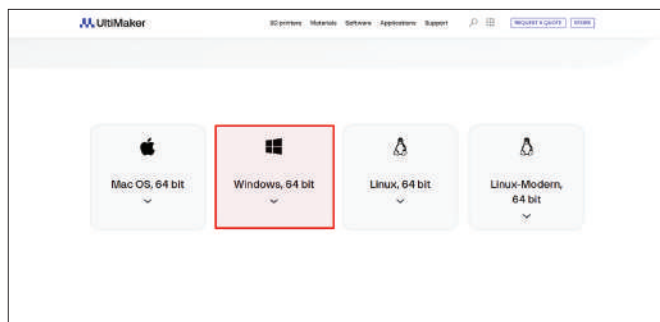 UltiMaker
3D printers Materials Software Applications Support
REQUEST A QUOTE STORE
Mac OS, 64 bit
Windows, 64 bit
Linux, 64 bit
Linux-Modern,
64 bit